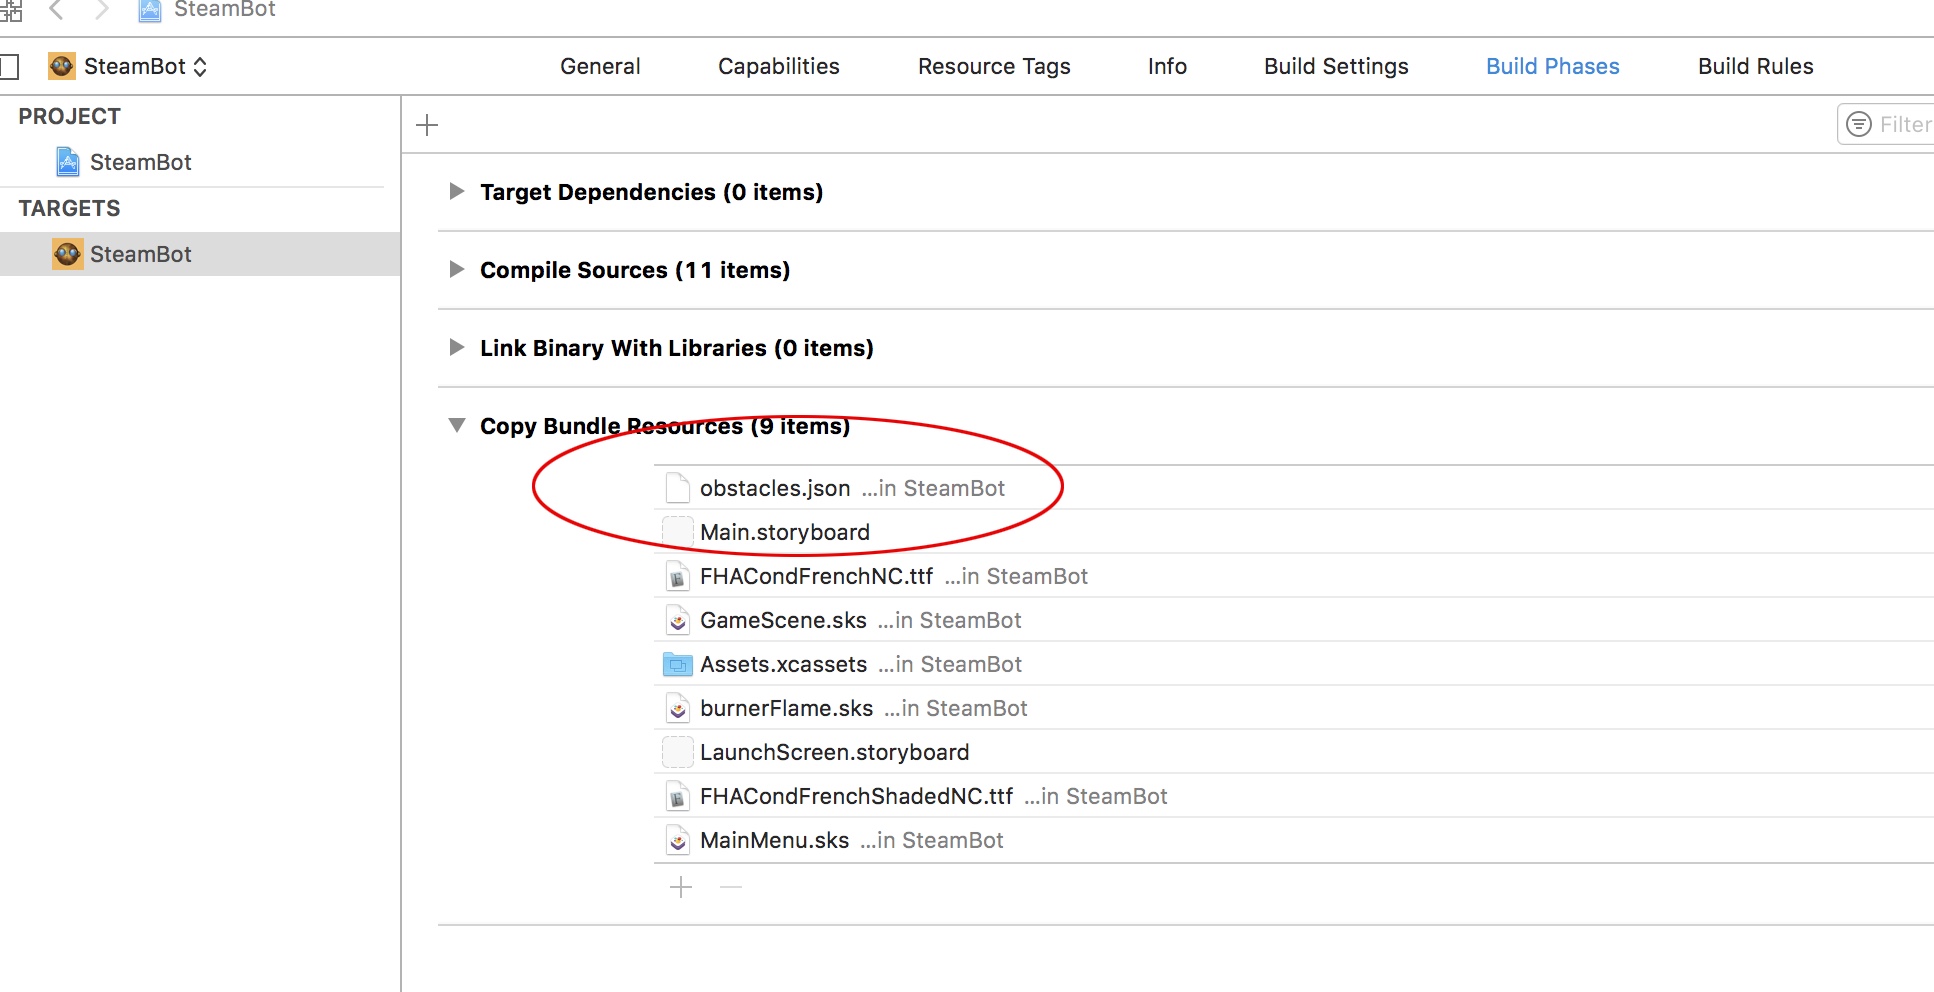 SteamBot
SteamBot
General Capabilities Resource Tags Info Build Settings Build Phases Build Rules
PROJECT
SteamBot
TARGETS
SteamBot
Filter
Target Dependencies (0 items)
Compile Sources (11 items)
Link Binary With Libraries (0 items)
Copy Bundle Resources (9 items)
obstacles.json ...in SteamBot
Main.storyboard
FHACondFrenchNC.ttf ...in SteamBot
GameScene.sks ...in SteamBot
Assets.xcassets ...in SteamBot
burnerFlame.sks ...in SteamBot
LaunchScreen.storyboard
FHACondFrenchShadedNC.ttf ...in SteamBot
MainMenu.sks ...in SteamBot